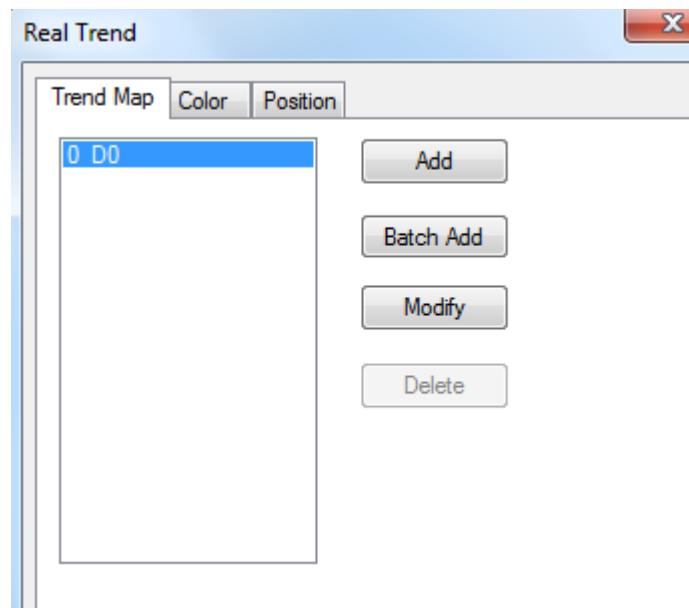 Real Trend
Trend Map Color Position
0 D0
Add
Batch Add
Modify
Delete